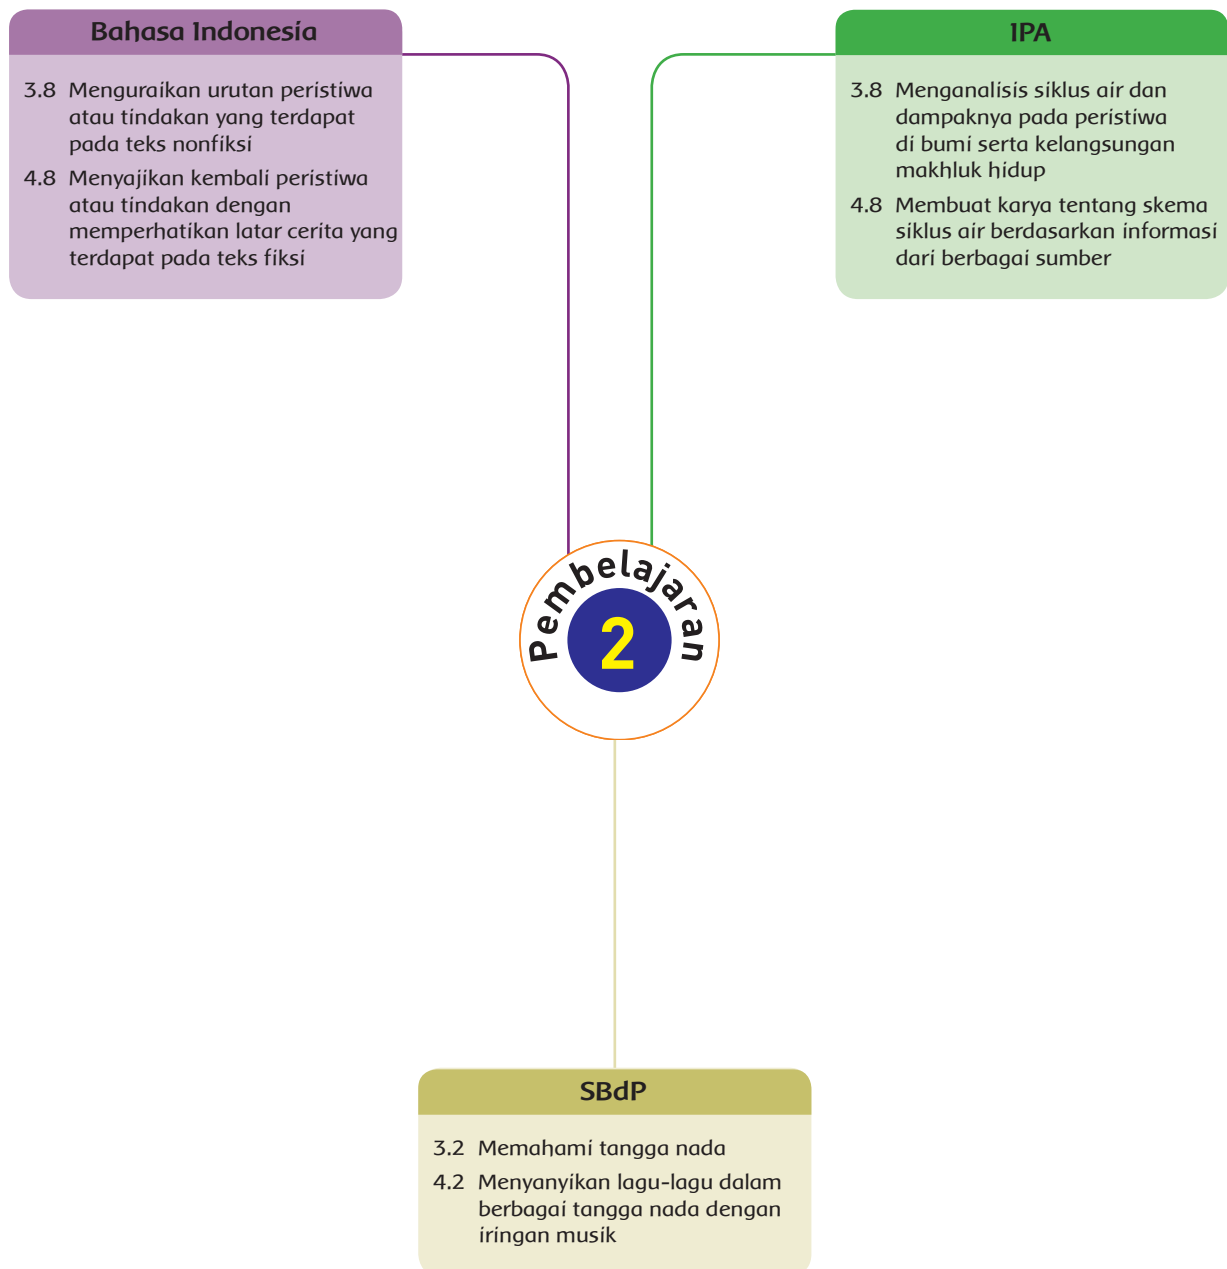 Bahasa Indonesia
3.8 Menguraikan urutan peristiwa
atau tindakan yang terdapat
pada teks nonfiksi
4.8 Menyajikan kembali peristiwa
atau tindakan dengan
memperhatikan latar cerita yang
terdapat pada teks fiksi
IPA
3.8 Menganalisis siklus air dan
dampaknya pada peristiwa
di bumi serta kelangsungan
makhluk hidup
4.8 Membuat karya tentang skema
siklus air berdasarkan informasi
dari berbagai sumber
Pembelajaran
2
SBdP
3.2 Memahami tangga nada
4.2 Menyanyikan lagu-lagu dalam
berbagai tangga nada dengan
iringan musik